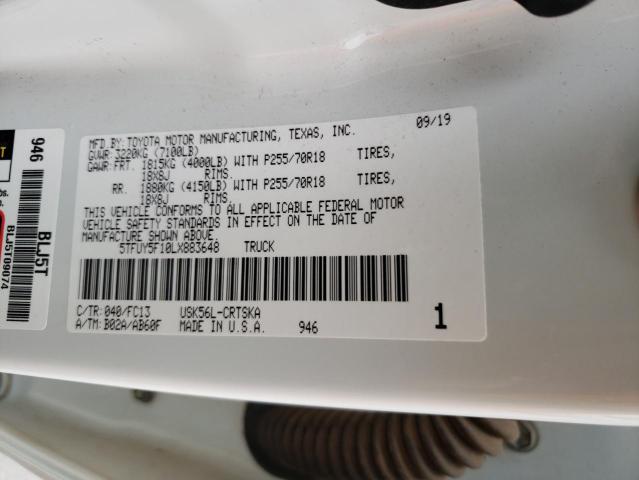 MFD.BY:TOYOTA MOTOR MANUFACTURING, TEXAS, INC. 09/19
GVWR:3220KG (7100LB)
GAWR:FRT. 1815KG (4000LB) WITH P255/70R18 TIRES,
18X8J RIMS.
RR. 1880KG (4150LB) WITH P255/70R18 TIRES,
18X8J RIMS.
THIS VEHICLE CONFORMS TO ALL APPLICABLE FEDERAL MOTOR
VEHICLE SAFETY STANDARDS IN EFFECT ON THE DATE OF
MANUFACTURE SHOWN ABOVE
5TFUY5F10LX883648 TRUCK
C/TR:040/FC13 USK56L-CRTSKA
A/TM:B02A/AB60F MADE IN U.S.A. 946 1
946 BLJ5T
BLJ5T09074